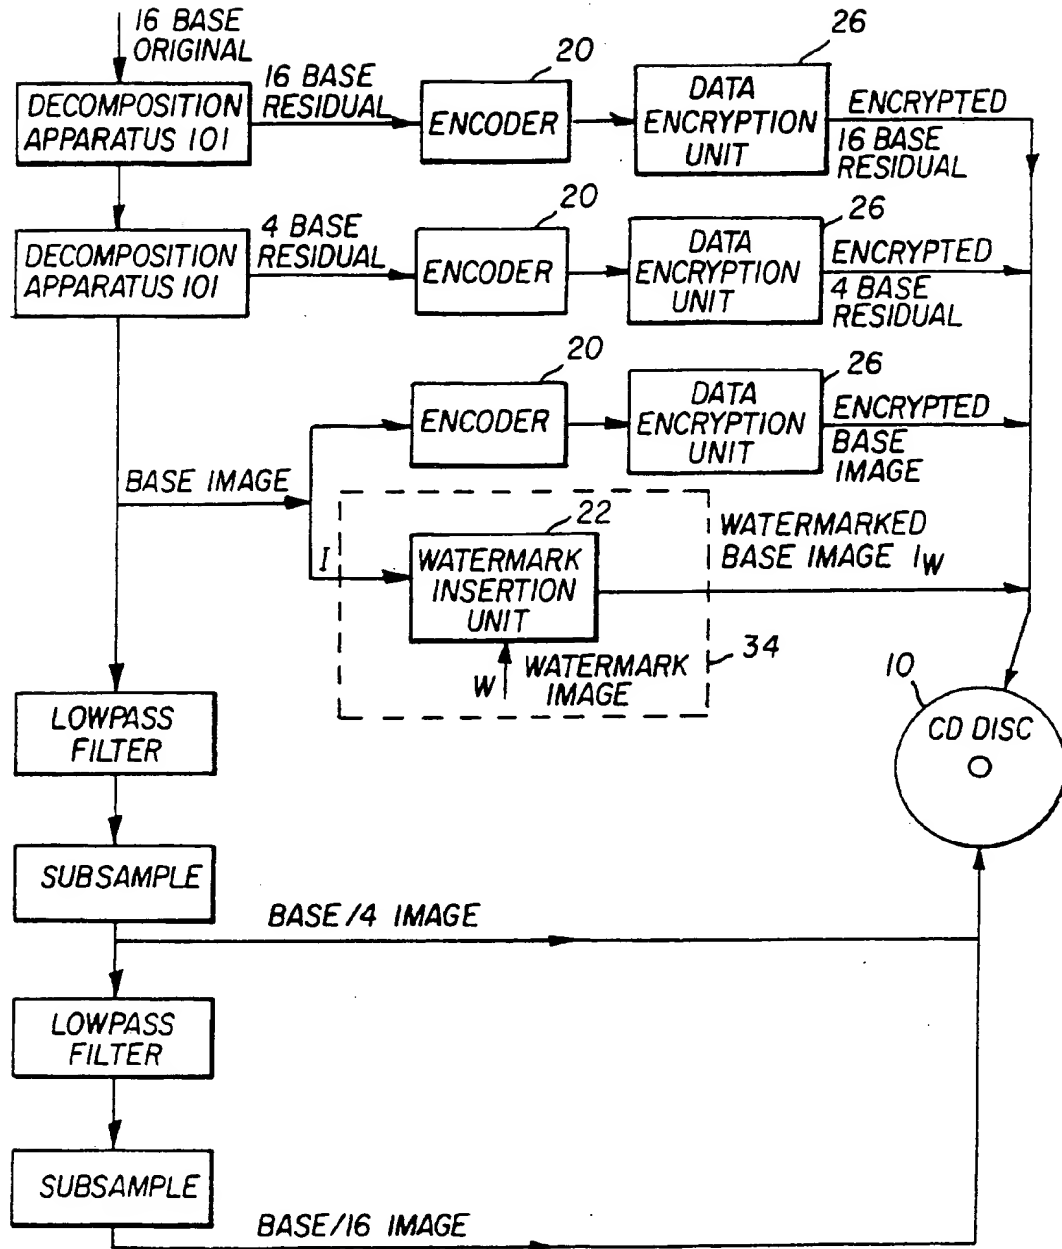 16 BASE
ORIGINAL
DECOMPOSITION
APPARATUS 101
16 BASE
RESIDUAL
20
ENCODER
26
DATA
ENCRYPTION
UNIT
ENCRYPTED
16 BASE
RESIDUAL
DECOMPOSITION
APPARATUS 101
4 BASE
RESIDUAL
20
ENCODER
26
DATA
ENCRYPTION
UNIT
ENCRYPTED
4 BASE
RESIDUAL
20
ENCODER
26
DATA
ENCRYPTION
UNIT
ENCRYPTED
BASE
IMAGE
BASE IMAGE
I
22
WATERMARK
INSERTION
UNIT
WATERMARKED
BASE IMAGE IW
W
WATERMARK
IMAGE
34
10
CD DISC
LOWPASS
FILTER
SUBSAMPLE
BASE/4 IMAGE
LOWPASS
FILTER
SUBSAMPLE
BASE/16 IMAGE